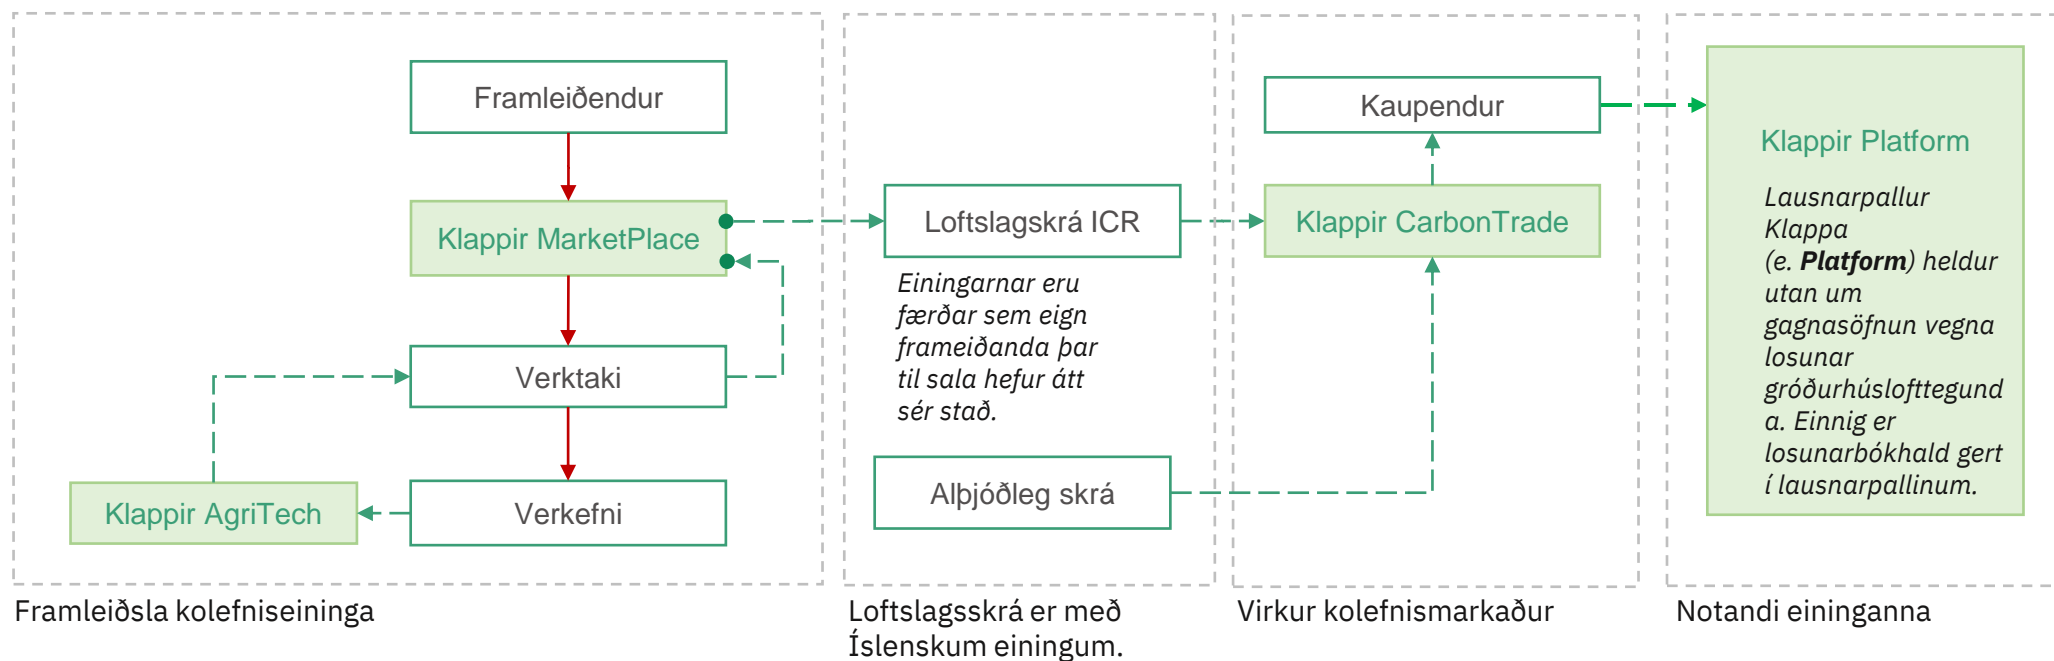 Framleiðendur
Klappir MarketPlace
Verktaki
Klappir AgriTech
Verkefni
Framleiðsla kolefniseininga
Loftslagskrá ICR
Einingarnar eru
færðar sem eign
frameiðanda þar
til sala hefur átt
sér stað.
Alþjóðleg skrá
Loftslagsskrá er með
Íslenskum einingum.
Kaupendur
Klappir CarbonTrade
Virkur kolefnismarkaður
Klappir Platform
Lausnarpallur
Klappa
(e. Platform) heldur
utan um
gagnasöfnun vegna
losunar
gróðurhúslofttegund
a. Einnig er
losunarbókhald gert
í lausnarpallinum.
Notandi eininganna